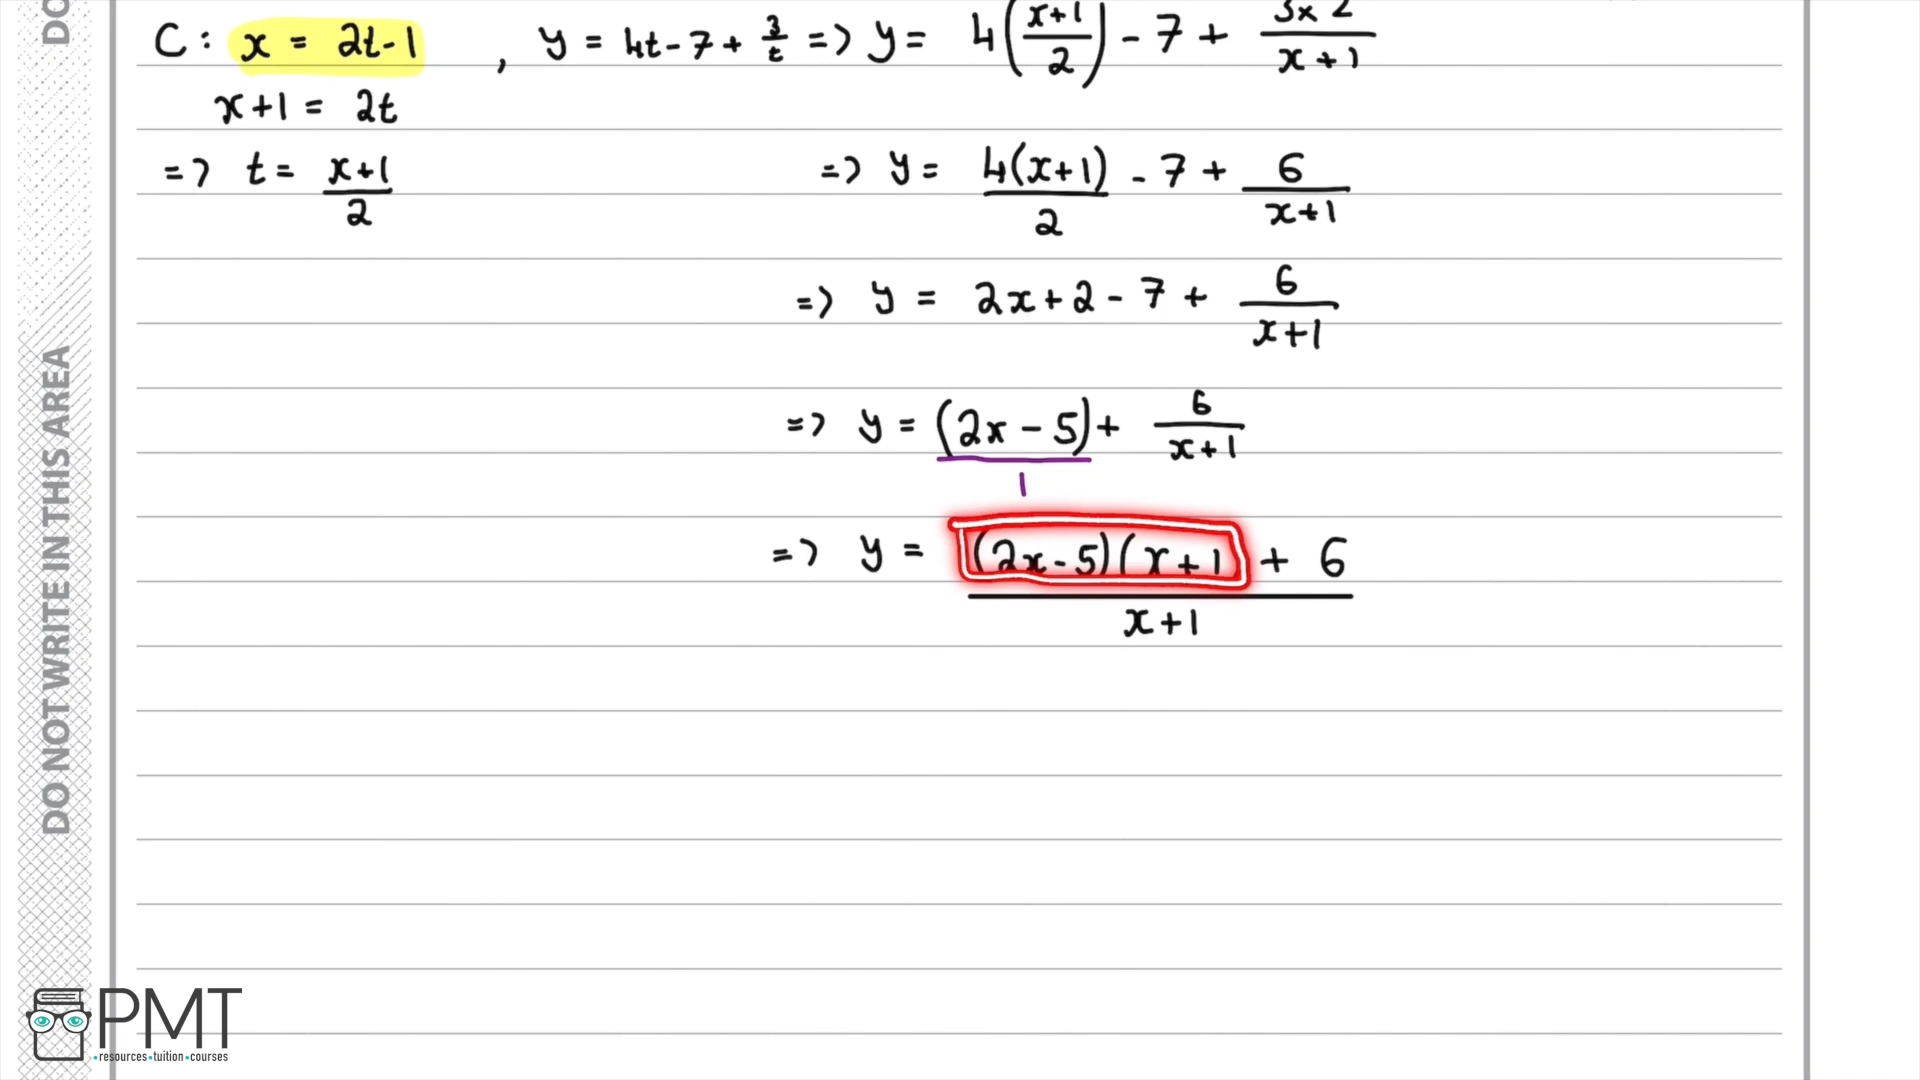 C: x = 2t-1 , y = 4t-7+ 3/t => y = 4((x+1)/2) - 7 + (3x2)/(x+1)
x+1 = 2t
=> t = (x+1)/2 => y = 4(x+1)/2 - 7 + 6/(x+1)
=> y = 2x+2-7+ 6/(x+1)
=> y = (2x-5)+ 6/(x+1)
1
=> y = ((2x-5)(x+1) + 6)/(x+1)
DO NOT WRITE IN THIS AREA
DO
PMT
•resources•tuition•courses